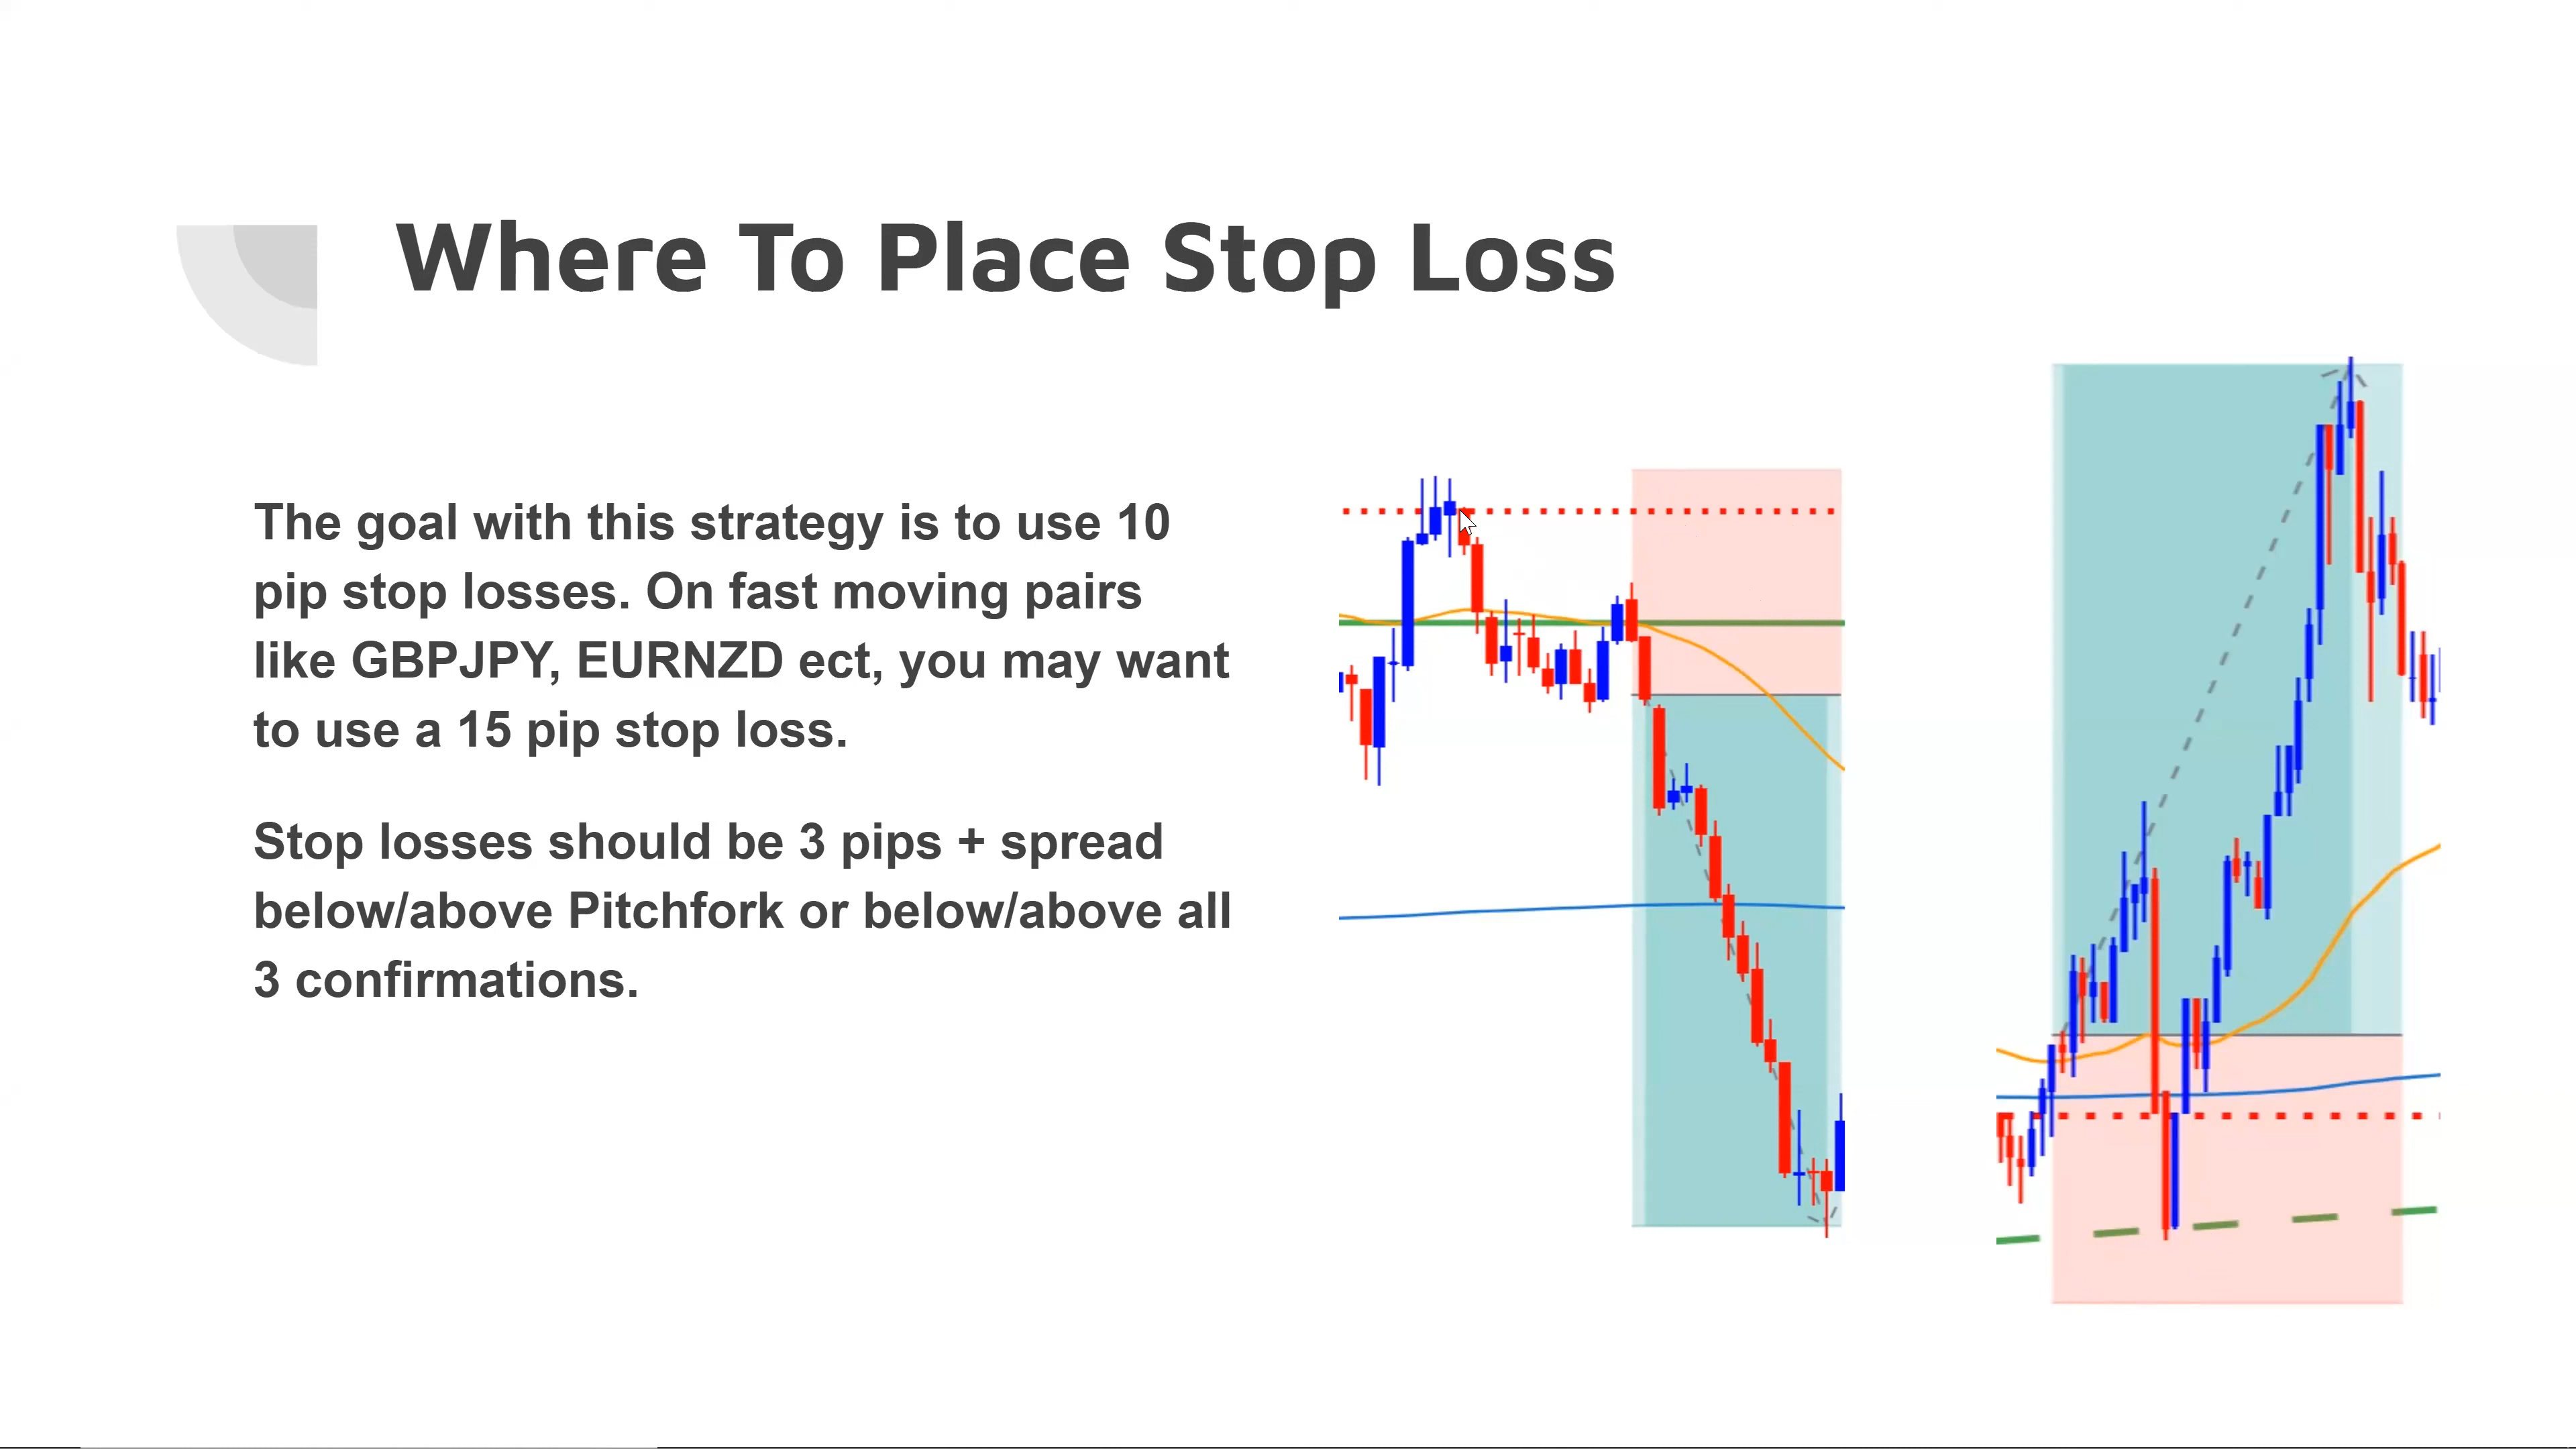 Where To Place Stop Loss
The goal with this strategy is to use 10
pip stop losses. On fast moving pairs
like GBPJPY, EURNZD ect, you may want
to use a 15 pip stop loss.
Stop losses should be 3 pips + spread
below/above Pitchfork or below/above all
3 confirmations.